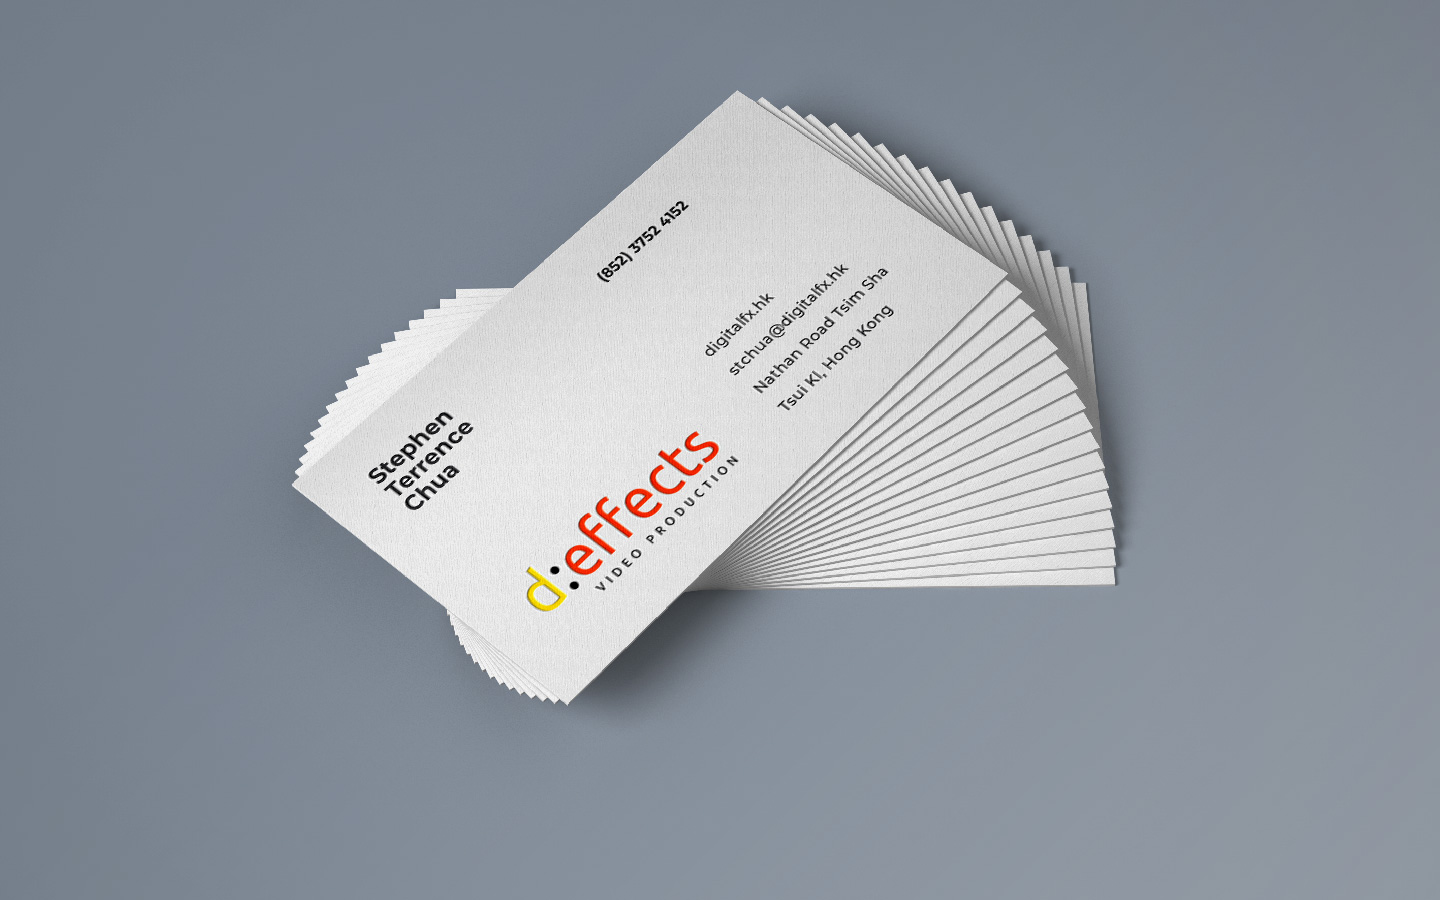 (852) 3752 4152
Stephen
Terrence
Chua
digitalfx.hk
stchua@digitalfx.hk
Nathan Road Tsim Sha
Tsui Kl, Hong Kong
d:effects
VIDEO PRODUCTION